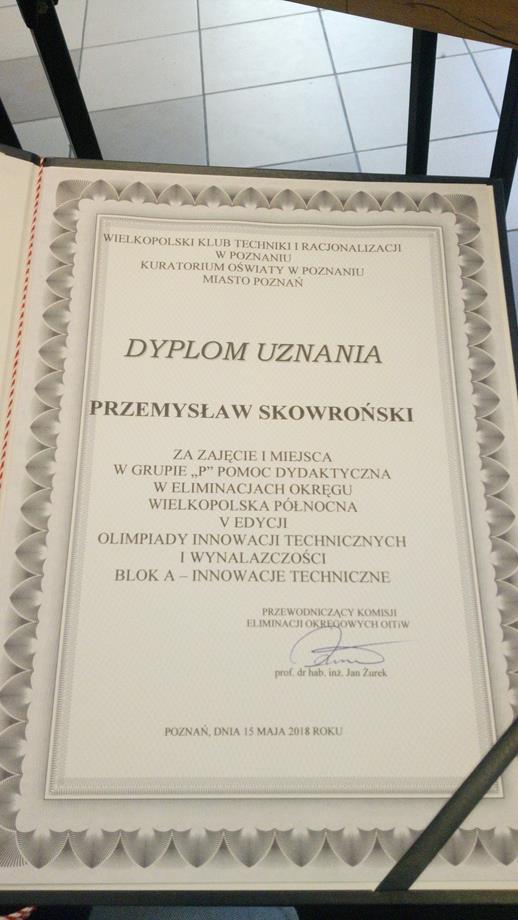 WIELKOPOLSKI KLUB TECHNIKI I RACJONALIZACJI
W POZNANIU
KURATORIUM OŚWIATY W POZNANIU
MIASTO POZNAŃ
DYPLOM UZNANIA
PRZEMYSŁAW SKOWROŃSKI
ZA ZAJĘCIE I MIEJSCA
W GRUPIE „P” POMOC DYDAKTYCZNA
W ELIMINACJACH OKRĘGU
WIELKOPOLSKA PÓŁNOCNA
V EDYCJI
OLIMPIADY INNOWACJI TECHNICZNYCH
I WYNALAZCZOŚCI
BLOK A – INNOWACJE TECHNICZNE
PRZEWODNICZĄCY KOMISJI
ELIMINACJI OKRĘGOWYCH OITiW
prof. dr hab. inż. Jan Żurek
POZNAŃ, DNIA 15 MAJA 2018 ROKU